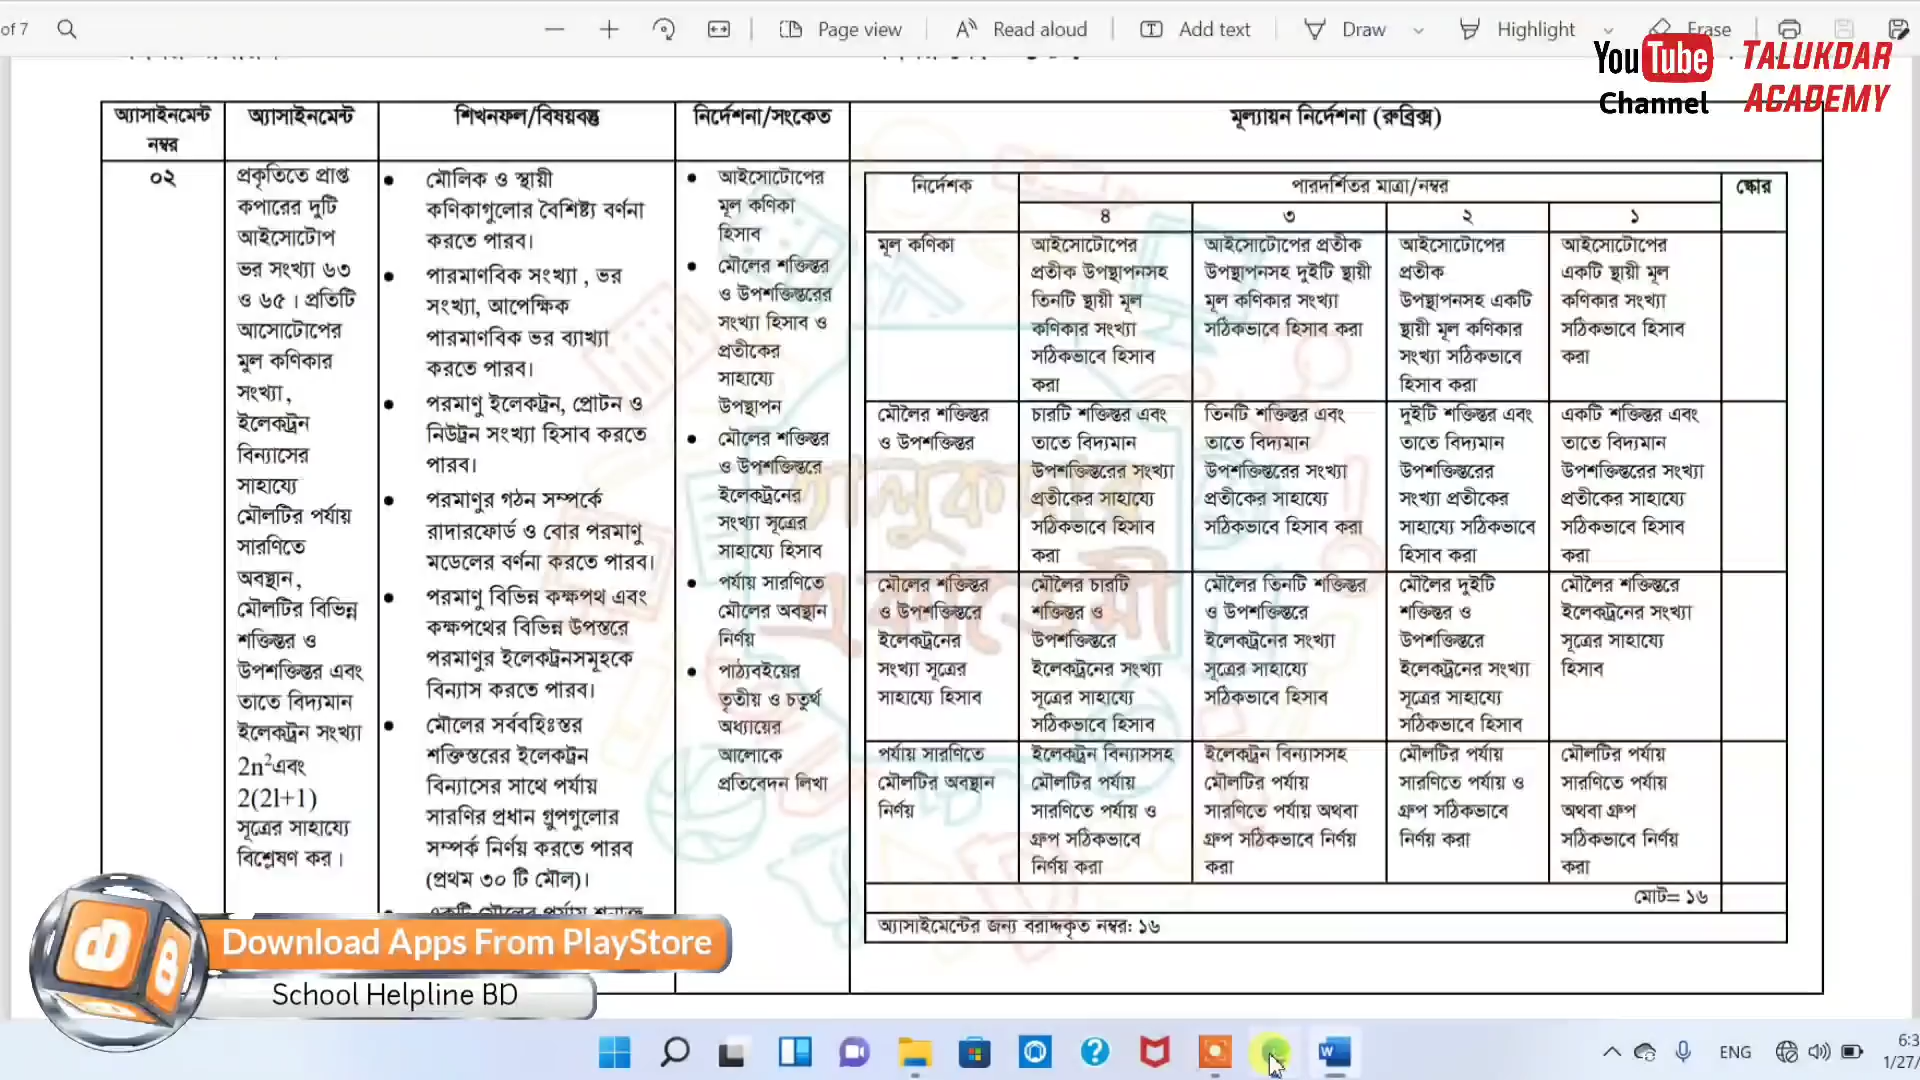 of 7
Page view
Read aloud
Add text
Draw
Highlight
Erase
YouTube
Channel
TALUKDAR
ACADEMY
অ্যাসাইনমেন্ট
নম্বর
অ্যাসাইনমেন্ট
শিখনফল/বিষয়বস্তু
নির্দেশনা/সংকেত
মূল্যায়ন নির্দেশনা (রুব্রিক্স)
০২
প্রকৃতিতে প্রাপ্ত
কপারের দুটি
আইসোটোপ
ভর সংখ্যা ৬৩
ও ৬৫ । প্রতিটি
আসোটোপের
মুল কণিকার
সংখ্যা,
ইলেকট্রন
বিন্যাসের
সাহায্যে
মৌলটির পর্যায়
সারণিতে
অবস্থান,
মৌলটির বিভিন্ন
শক্তিস্তর ও
উপশক্তিস্তর এবং
তাতে বিদ্যমান
ইলেকট্রন সংখ্যা
2n²এবং
2(2l+1)
সূত্রের সাহায্যে
বিশ্লেষণ কর।
● মৌলিক ও স্থায়ী
কণিকাগুলোর বৈশিষ্ট্য বর্ণনা
করতে পারব।
● পারমাণবিক সংখ্যা , ভর
সংখ্যা, আপেক্ষিক
পারমাণবিক ভর ব্যাখ্যা
করতে পারব।
● পরমাণু ইলেকট্রন, প্রোটন ও
নিউট্রন সংখ্যা হিসাব করতে
পারব।
● পরমাণুর গঠন সম্পর্কে
রাদারফোর্ড ও বোর পরমাণু
মডেলের বর্ণনা করতে পারব।
● পরমাণু বিভিন্ন কক্ষপথ এবং
কক্ষপথের বিভিন্ন উপস্তরে
পরমাণুর ইলেকট্রনসমূহকে
বিন্যাস করতে পারব।
● মৌলের সর্ববহিঃস্তর
শক্তিস্তরের ইলেকট্রন
বিন্যাসের সাথে পর্যায়
সারণির প্রধান গ্রুপগুলোর
সম্পর্ক নির্ণয় করতে পারব
(প্রথম ৩০ টি মৌল)।
● আইসোটোপের
মূল কণিকা
হিসাব
● মৌলের শক্তিস্তর
ও উপশক্তিস্তরের
সংখ্যা হিসাব ও
প্রতীকের
সাহায্যে
উপস্থাপন
● মৌলের শক্তিস্তর
ও উপশক্তিস্তরে
ইলেকট্রনের
সংখ্যা সূত্রের
সাহায্যে হিসাব
● পর্যায় সারণিতে
মৌলের অবস্থান
নির্ণয়
● পাঠ্যবইয়ের
তৃতীয় ও চতুর্থ
অধ্যায়ের
আলোকে
প্রতিবেদন লিখা
নির্দেশক
পারদর্শিতর মাত্রা/নম্বর
স্কোর
৪
৩
২
১
মূল কণিকা
আইসোটোপের
প্রতীক উপস্থাপনসহ
তিনটি স্থায়ী মূল
কণিকার সংখ্যা
সঠিকভাবে হিসাব
করা
আইসোটোপের প্রতীক
উপস্থাপনসহ দুইটি স্থায়ী
মূল কণিকার সংখ্যা
সঠিকভাবে হিসাব করা
আইসোটোপের
প্রতীক
উপস্থাপনসহ একটি
স্থায়ী মূল কণিকার
সংখ্যা সঠিকভাবে
হিসাব করা
আইসোটোপের
একটি স্থায়ী মূল
কণিকার সংখ্যা
সঠিকভাবে হিসাব
করা
মৌলৈর শক্তিস্তর
ও উপশক্তিস্তর
চারটি শক্তিস্তর এবং
তাতে বিদ্যমান
উপশক্তিস্তরের সংখ্যা
প্রতীকের সাহায্যে
সঠিকভাবে হিসাব
করা
তিনটি শক্তিস্তর এবং
তাতে বিদ্যমান
উপশক্তিস্তরের সংখ্যা
প্রতীকের সাহায্যে
সঠিকভাবে হিসাব করা
দুইটি শক্তিস্তর এবং
তাতে বিদ্যমান
উপশক্তিস্তরের
সংখ্যা প্রতীকের
সাহায্যে সঠিকভাবে
হিসাব করা
একটি শক্তিস্তর এবং
তাতে বিদ্যমান
উপশক্তিস্তরের সংখ্যা
প্রতীকের সাহায্যে
সঠিকভাবে হিসাব
করা
মৌলের শক্তিস্তর
ও উপশক্তিস্তরে
ইলেকট্রনের
সংখ্যা সূত্রের
সাহায্যে হিসাব
মৌলৈর চারটি
শক্তিস্তর ও
উপশক্তিস্তরে
ইলেকট্রনের সংখ্যা
সূত্রের সাহায্যে
সঠিকভাবে হিসাব
মৌলৈর তিনটি শক্তিস্তর
ও উপশক্তিস্তরে
ইলেকট্রনের সংখ্যা
সূত্রের সাহায্যে
সঠিকভাবে হিসাব
মৌলৈর দুইটি
শক্তিস্তর ও
উপশক্তিস্তরে
ইলেকট্রনের সংখ্যা
সূত্রের সাহায্যে
সঠিকভাবে হিসাব
মৌলের শক্তিস্তরে
ইলেকট্রনের সংখ্যা
সূত্রের সাহায্যে
হিসাব
পর্যায় সারণিতে
মৌলটির অবস্থান
নির্ণয়
ইলেকট্রন বিন্যাসসহ
মৌলটির পর্যায়
সারণিতে পর্যায় ও
গ্রুপ সঠিকভাবে
নির্ণয় করা
ইলেকট্রন বিন্যাসসহ
মৌলটির পর্যায়
সারণিতে পর্যায় অথবা
গ্রুপ সঠিকভাবে নির্ণয়
করা
মৌলটির পর্যায়
সারণিতে পর্যায় ও
গ্রুপ সঠিকভাবে
নির্ণয় করা
মৌলটির পর্যায়
সারণিতে পর্যায়
অথবা গ্রুপ
সঠিকভাবে নির্ণয়
করা
মোট= ১৬
অ্যাসাইমেন্টের জন্য বরাদ্দকৃত নম্বর: ১৬
তালুকদার
একাডেমী
Download Apps From PlayStore
School Helpline BD
ENG
6:3
1/27/